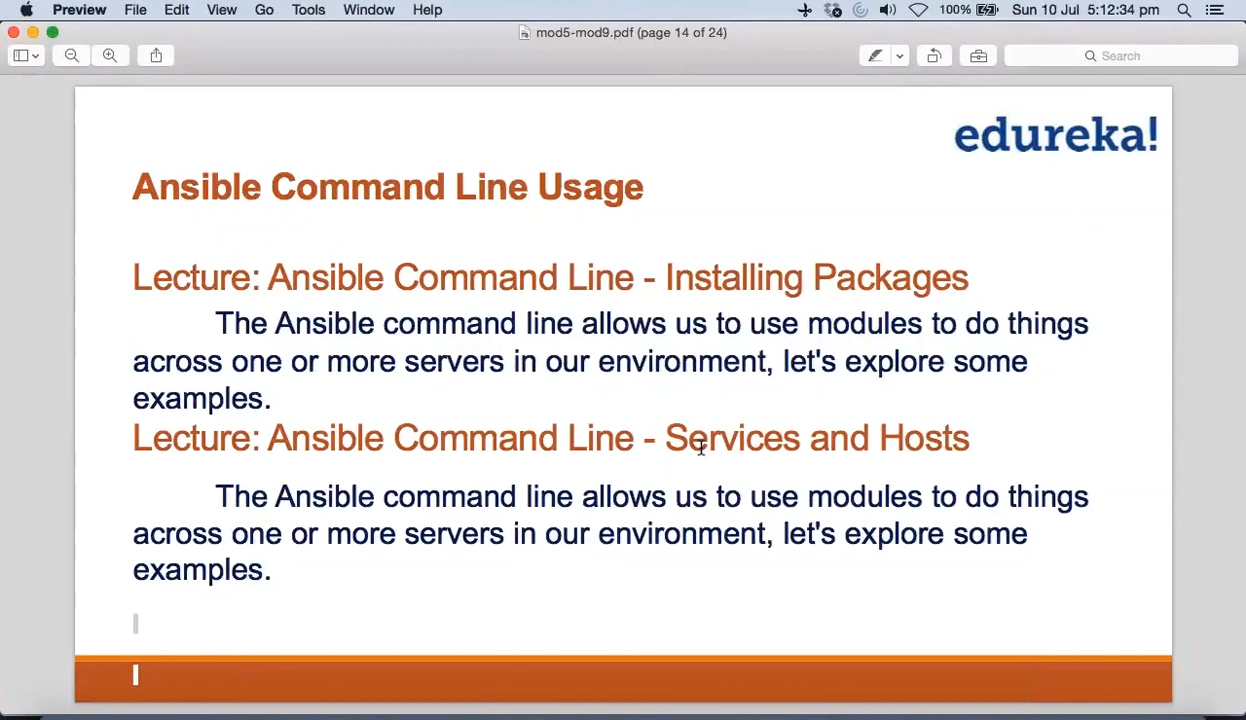 Preview File Edit View Go Tools Window Help 100% Sun 10 Jul 5:12:34 pm
mod5-mod9.pdf (page 14 of 24)
Search
edureka!
Ansible Command Line Usage
Lecture: Ansible Command Line - Installing Packages
The Ansible command line allows us to use modules to do things
across one or more servers in our environment, let's explore some
examples.
Lecture: Ansible Command Line - Services and Hosts
The Ansible command line allows us to use modules to do things
across one or more servers in our environment, let's explore some
examples.